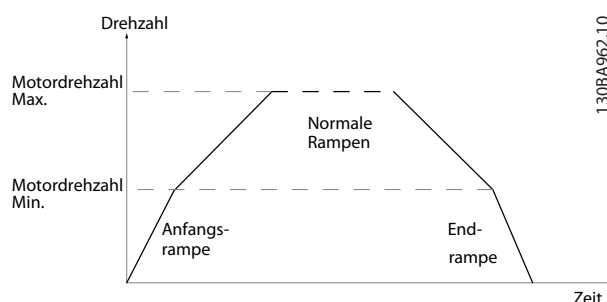 Drehzahl
130BA962.10
Motordrehzahl
Max.
Normale
Rampen
Motordrehzahl
Min.
Anfangs-
rampe
End-
rampe
Zeit